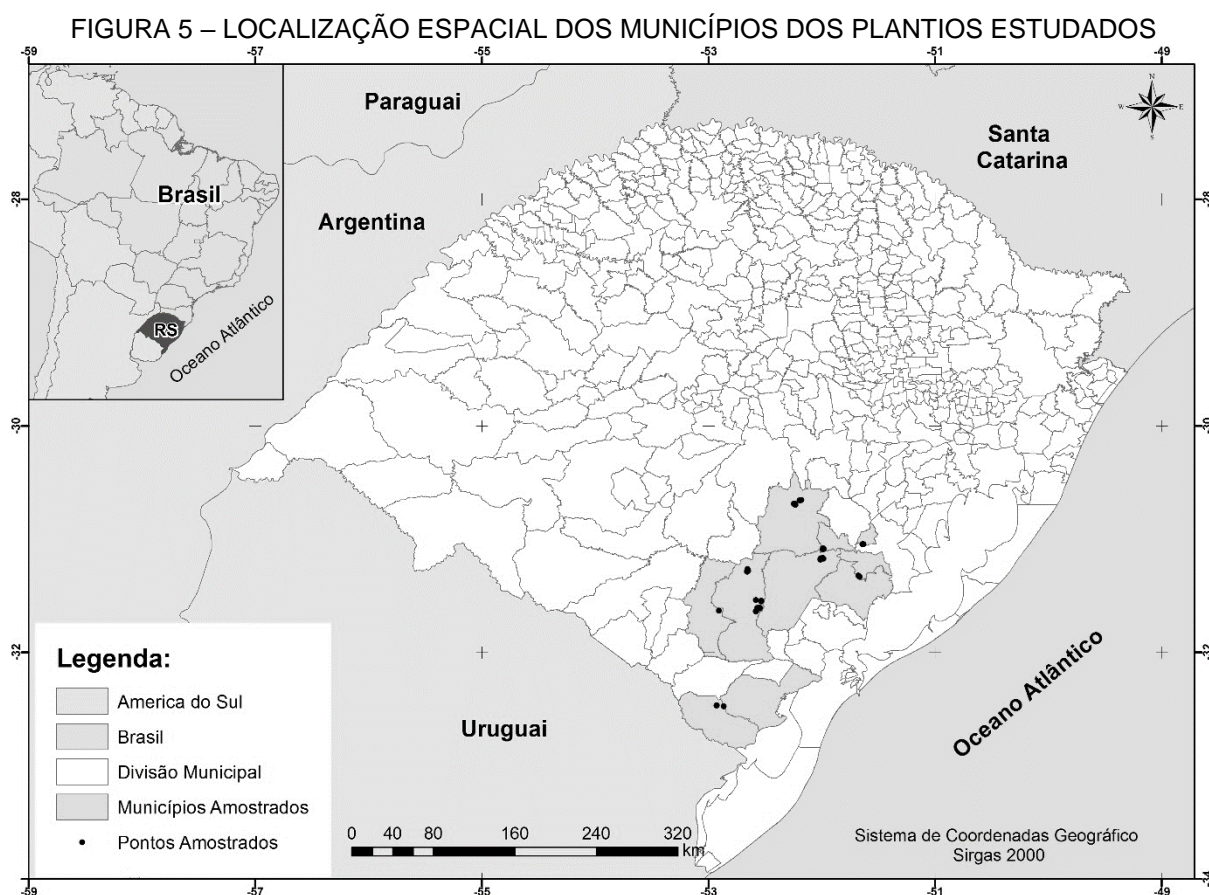 FIGURA 5 – LOCALIZAÇÃO ESPACIAL DOS MUNICÍPIOS DOS PLANTIOS ESTUDADOS
-59 -57 -55 -53 -51 -49
Paraguai
N
W E
S
Santa
Catarina
Brasil
-28 -28
Argentina
RS
Oceano Atlântico
-30 -30
-32 -32
Legenda:
America do Sul
Brasil
Divisão Municipal
Municípios Amostrados
Pontos Amostrados
Uruguai
Oceano Atlântico
0 40 80 160 240 320
km
Sistema de Coordenadas Geográfico
Sirgas 2000
-34
-59 -57 -55 -53 -51 -49